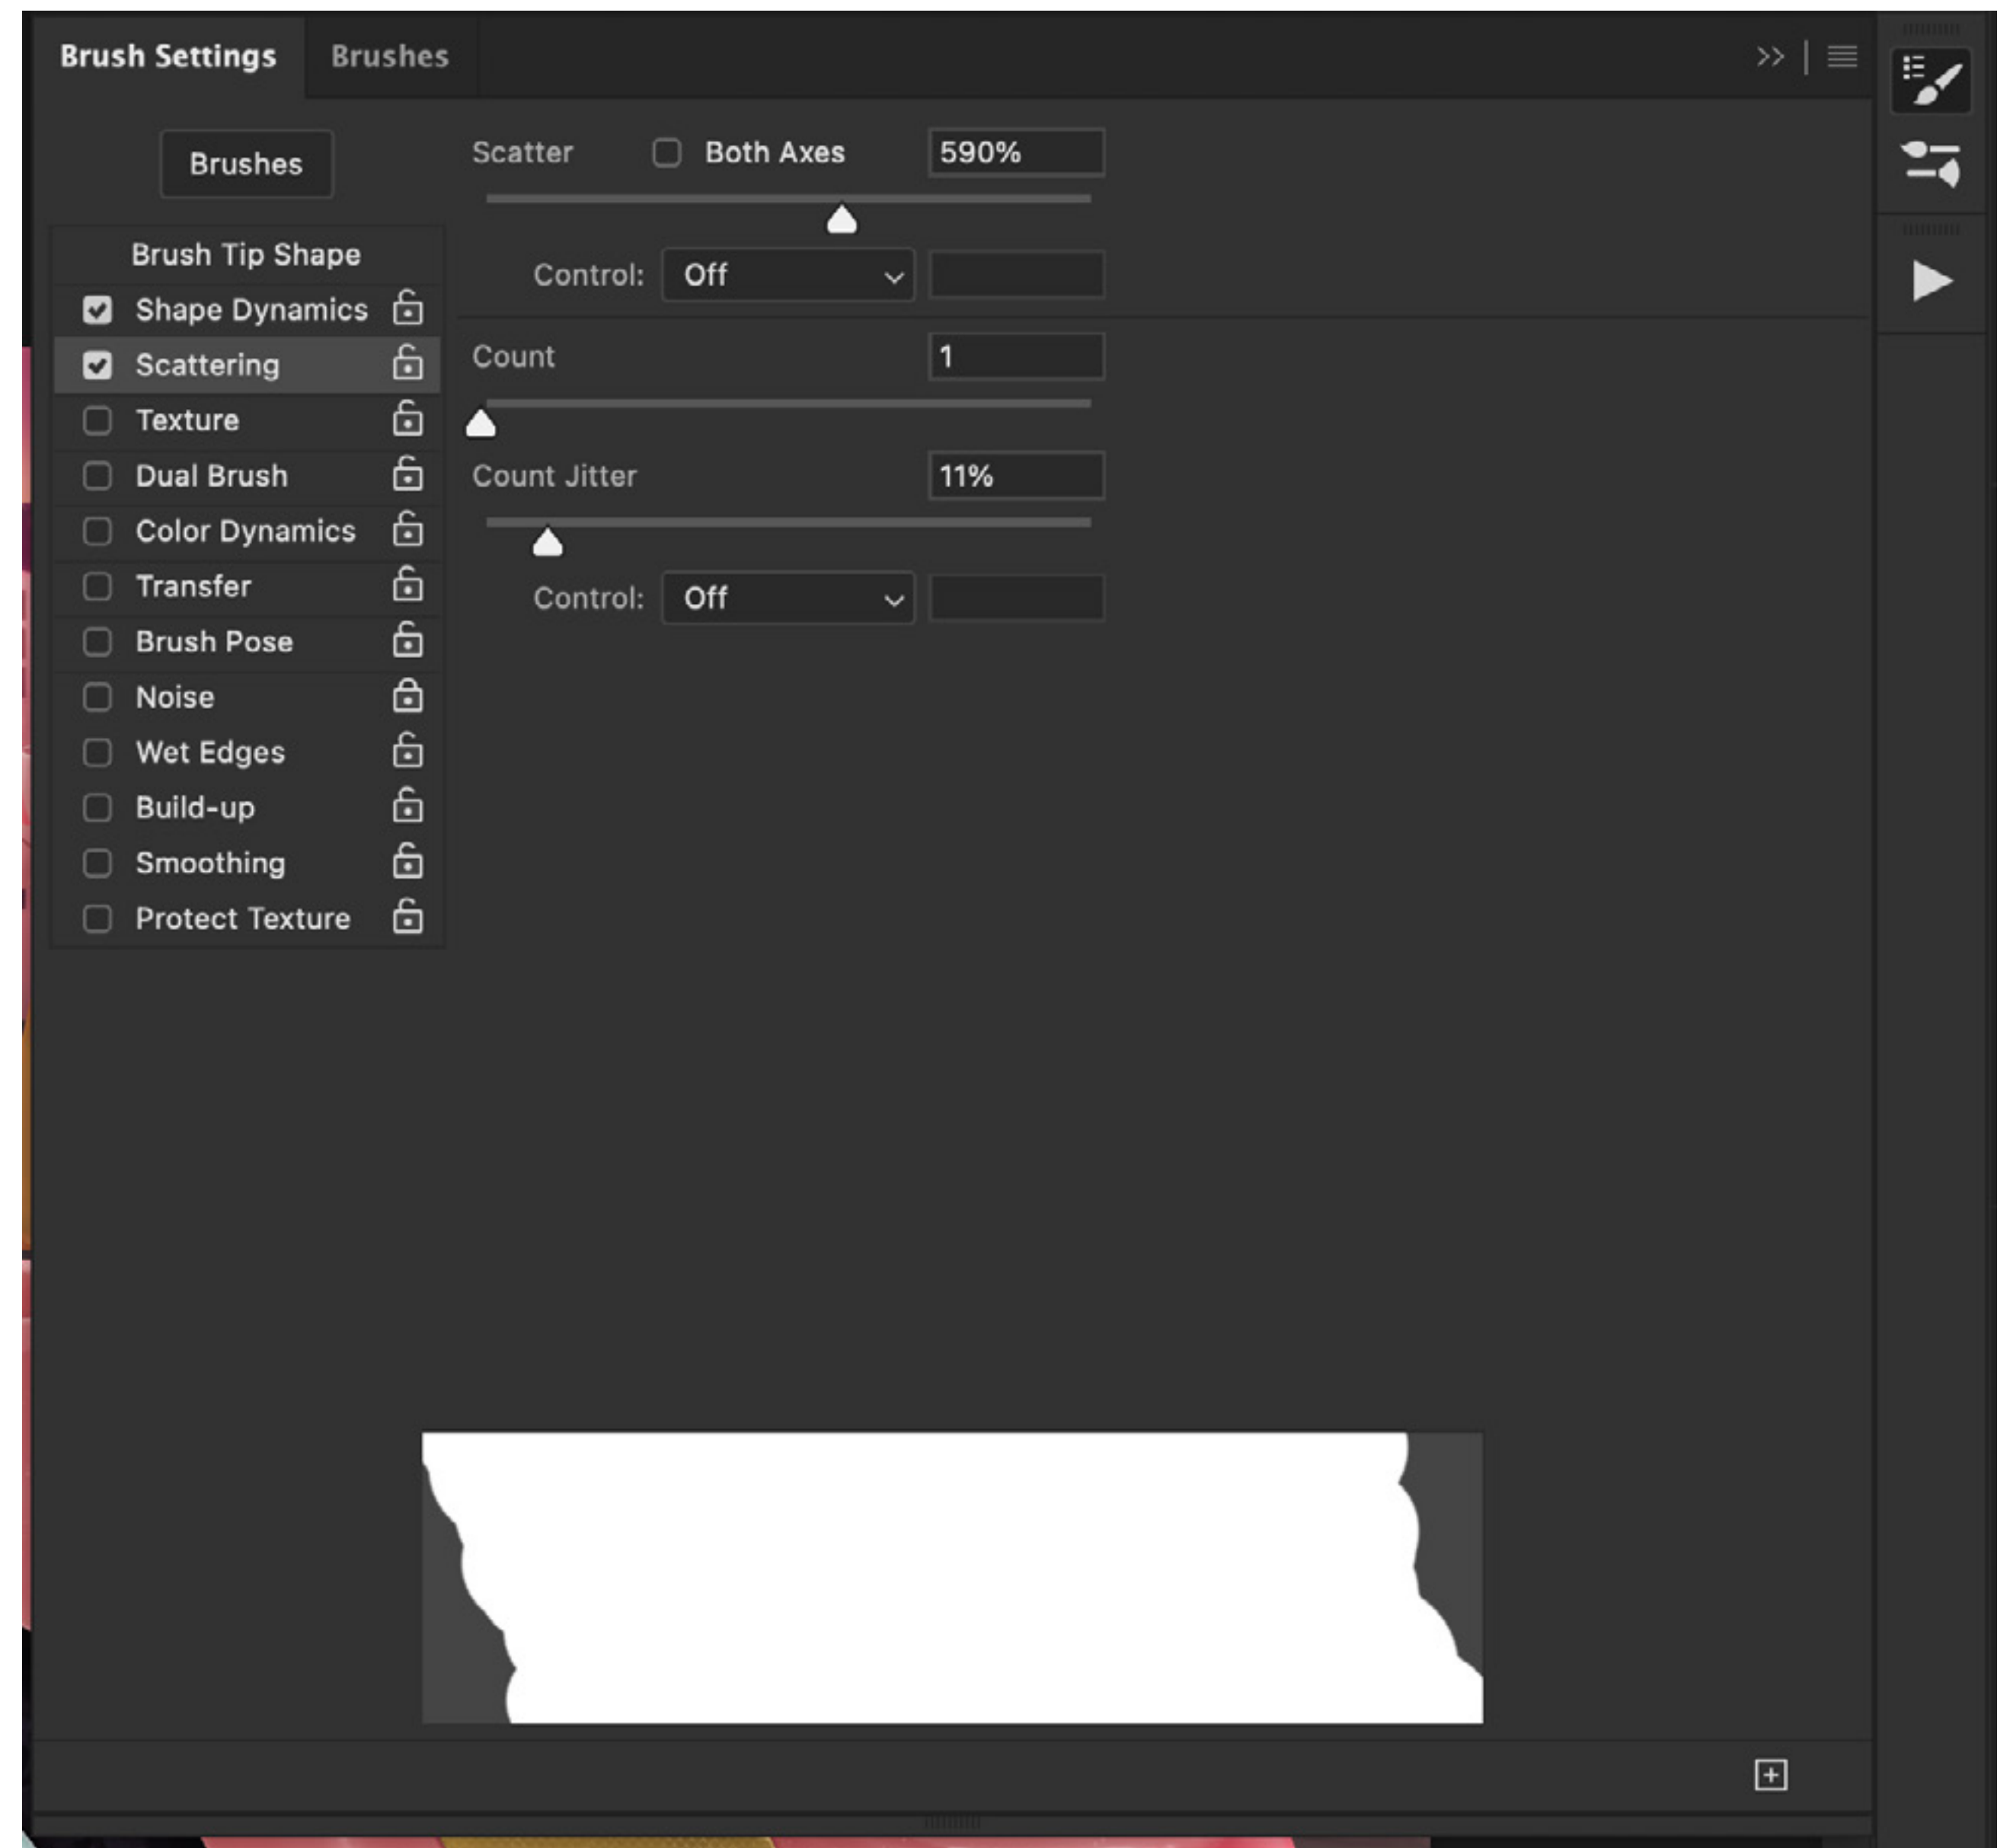 Brush Settings Brushes
Brushes
Brush Tip Shape
Shape Dynamics
Scattering
Texture
Dual Brush
Color Dynamics
Transfer
Brush Pose
Noise
Wet Edges
Build-up
Smoothing
Protect Texture
Scatter Both Axes 590%
Control: Off
Count 1
Count Jitter 11%
Control: Off